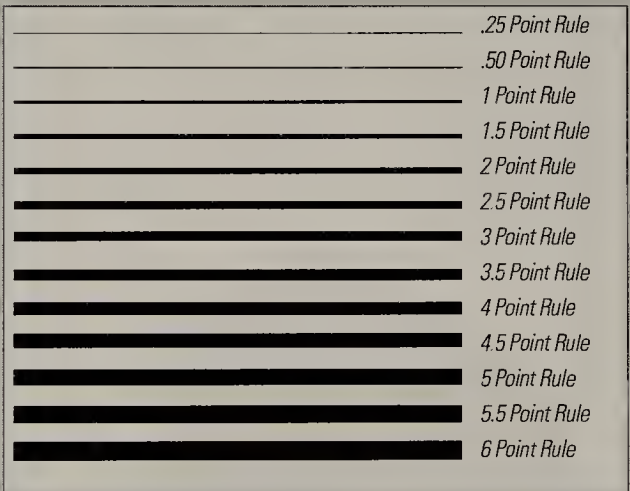 .25 Point Rule
.50 Point Rule
1 Point Rule
1.5 Point Rule
2 Point Rule
2.5 Point Rule
3 Point Rule
3.5 Point Rule
4 Point Rule
4.5 Point Rule
5 Point Rule
5.5 Point Rule
6 Point Rule